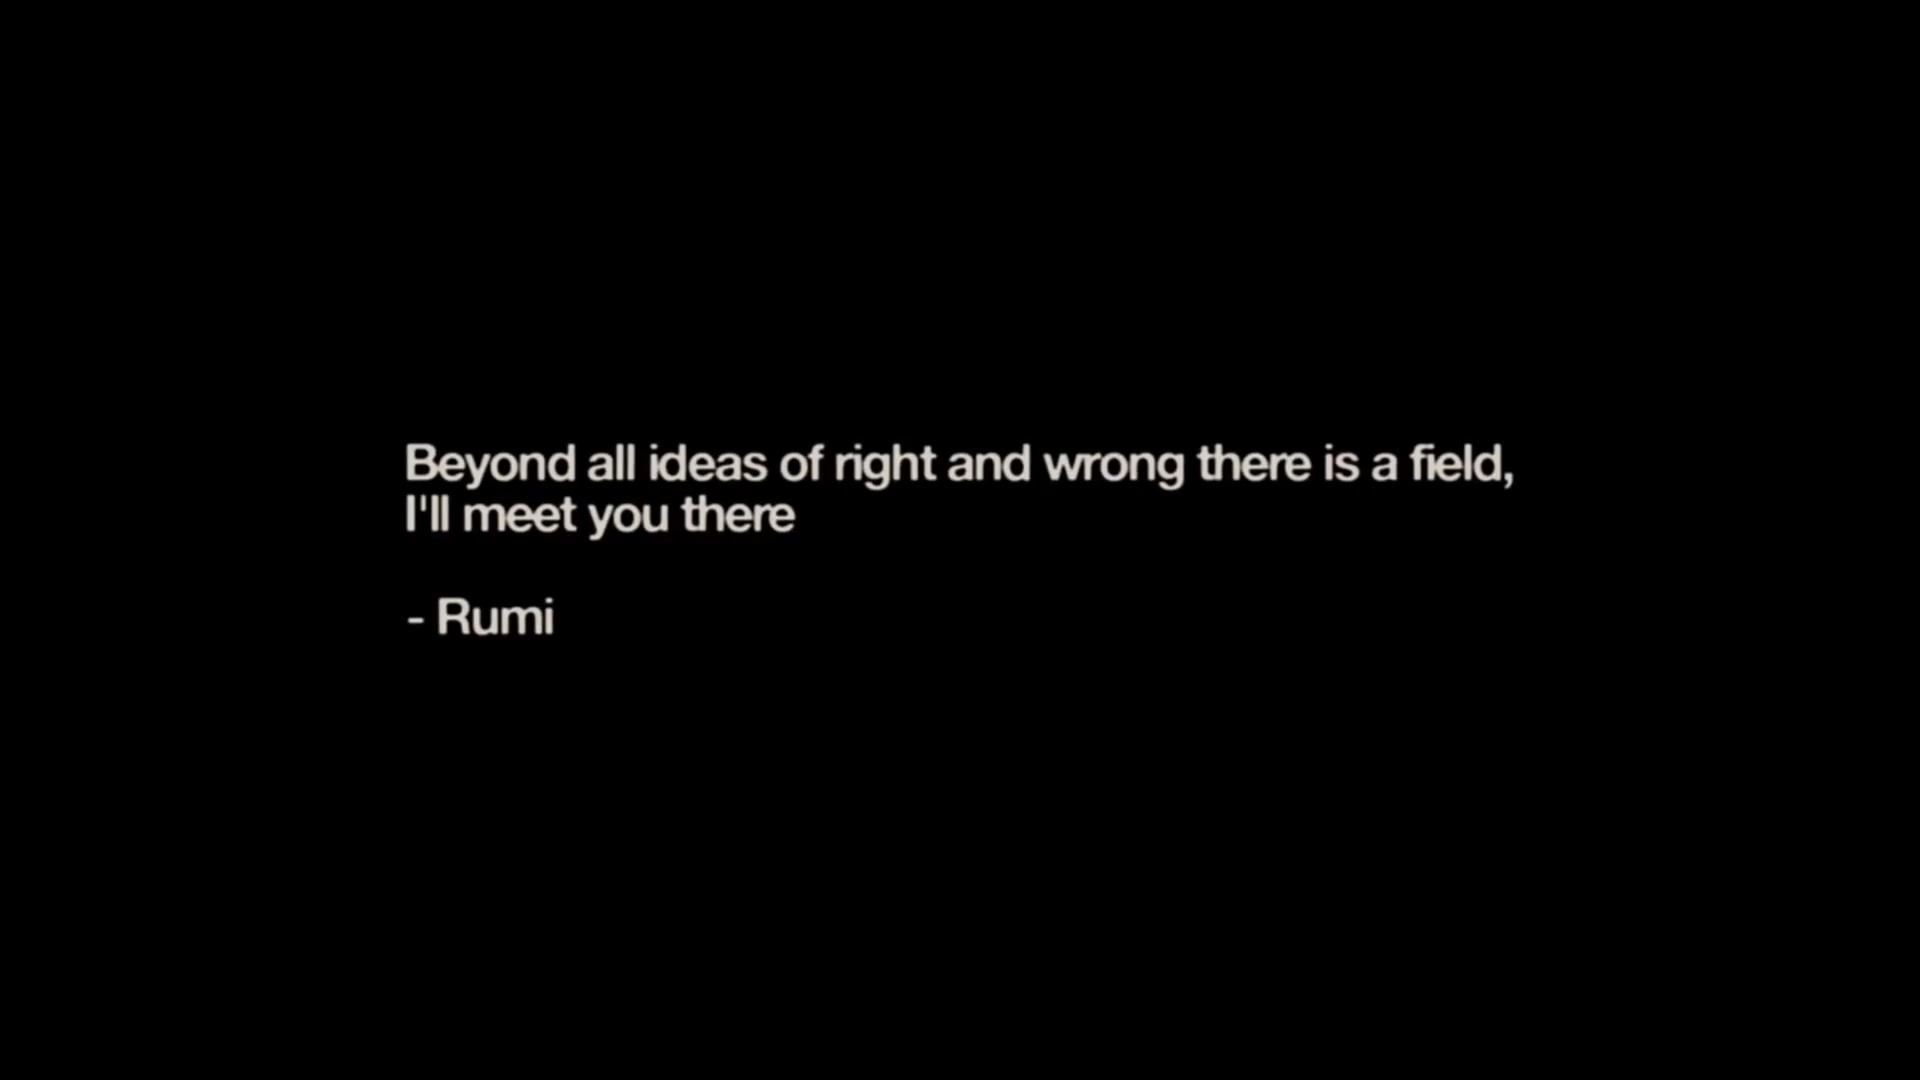 Beyond all ideas of right and wrong there is a field,
I'll meet you there
- Rumi